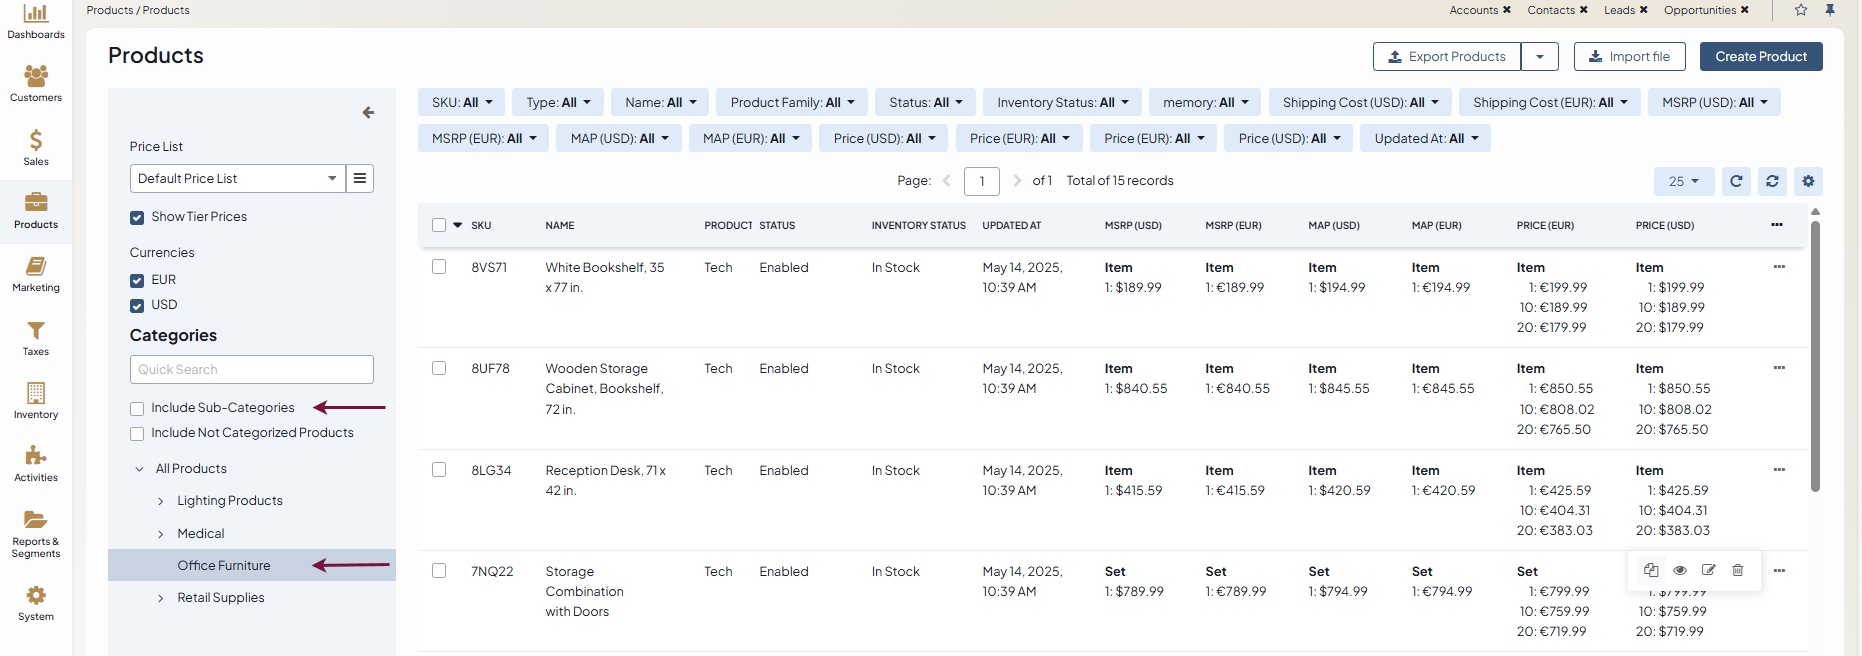 Products / Products
Accounts ✖ Contacts ✖ Leads ✖ Opportunities ✖
Dashboards
Customers
Sales
Products
Marketing
Taxes
Inventory
Activities
Reports &
Segments
System
Products
Export Products
Import file
Create Product
Price List
Default Price List
Show Tier Prices
Currencies
EUR
USD
Categories
Quick Search
Include Sub-Categories
Include Not Categorized Products
All Products
Lighting Products
Medical
Office Furniture
Retail Supplies
SKU: All Type: All Name: All Product Family: All Status: All Inventory Status: All memory: All Shipping Cost (USD): All Shipping Cost (EUR): All MSRP (USD): All
MSRP (EUR): All MAP (USD): All MAP (EUR): All Price (USD): All Price (EUR): All Price (EUR): All Price (USD): All Updated At: All
Page: 1 of 1 Total of 15 records 25
SKU NAME PRODUCT STATUS INVENTORY STATUS UPDATED AT MSRP (USD) MSRP (EUR) MAP (USD) MAP (EUR) PRICE (EUR) PRICE (USD)
8VS71 White Bookshelf, 35 Tech Enabled In Stock May 14, 2025, Item Item Item Item Item Item
x 77 in. 10:39 AM 1: $189.99 1: €189.99 1: $194.99 1: €194.99 1: €199.99 1: $199.99
10: €189.99 10: $189.99
20: €179.99 20: $179.99
8UF78 Wooden Storage Tech Enabled In Stock May 14, 2025, Item Item Item Item Item Item
Cabinet, Bookshelf, 10:39 AM 1: $840.55 1: €840.55 1: $845.55 1: €845.55 1: €850.55 1: $850.55
72 in. 10: €808.02 10: $808.02
20: €765.50 20: $765.50
8LG34 Reception Desk, 71 x Tech Enabled In Stock May 14, 2025, Item Item Item Item Item Item
42 in. 10:39 AM 1: $415.59 1: €415.59 1: $420.59 1: €420.59 1: €425.59 1: $425.59
10: €404.31 10: $404.31
20: €383.03 20: $383.03
7NQ22 Storage Tech Enabled In Stock May 14, 2025, Set Set Set Set Set
Combination 10:39 AM 1: $789.99 1: €789.99 1: $794.99 1: €794.99 1: €799.99 1: $799.99
with Doors 10: €759.99 10: $759.99
20: €719.99 20: $719.99